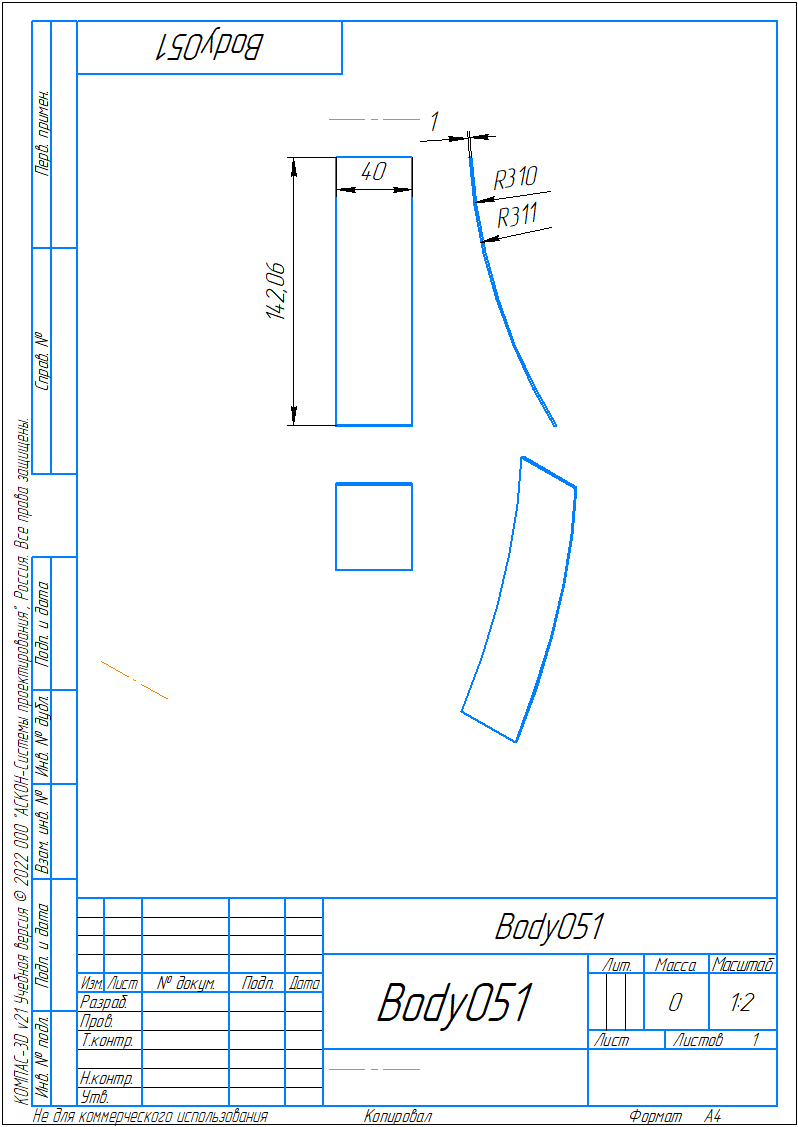 Body051
Перв. примен.
Справ. №
Подп. и дата
Инв. № дубл.
Взам. инв. №
Подп. и дата
Инв. № подл.
КОМПАС-3D v21 Учебная версия © 2022 ООО "АСКОН-Системы проектирования", Россия. Все права защищены.
1
40
R310
R311
142,06
Body051
Лит. Масса Масштаб
Изм. Лист № докум. Подп. Дата
Разраб.
Body051
0 1:2
Пров.
Т.контр.
Лист Листов 1
Н.контр.
Утв.
Не для коммерческого использования Копировал Формат А4